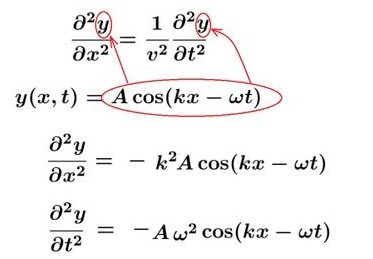 ∂²y/∂x² = 1/v² ∂²y/∂t²
y(x, t) = A cos(kx − ωt)
∂²y/∂x² = − k²A cos(kx − ωt)
∂²y/∂t² = −A ω² cos(kx − ωt)